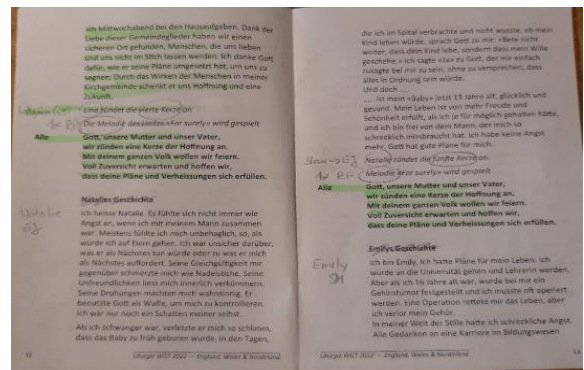 am Mittwochabend bei den Hausaufgaben. Dank der
Liebe dieser Gemeindeglieder haben wir einen
sicheren Ort gefunden, Menschen, die uns lieben
und uns nicht im Stich lassen werden. Ich danke Gott
dafür, wie er seine Pläne umgesetzt hat, um uns zu
segnen: Durch das Wirken der Menschen in meiner
Kirchgemeinde schenkt er uns Hoffnung und eine
Zukunft.
Lina zündet die vierte Kerze an
Die Melodie des Liedes «For surely» wird gespielt
Alle Gott, unsere Mutter und unser Vater,
wir zünden eine Kerze der Hoffnung an.
Mit deinem ganzen Volk wollen wir feiern.
Voll Zuversicht erwarten und hoffen wir,
dass deine Pläne und Verheissungen sich erfüllen.
Natalies Geschichte
Natalie
EJ
Ich heisse Natalie. Es fühlte sich nicht immer wie
Angst an, wenn ich mit meinem Mann zusammen
war. Meistens fühlte ich mich unbehaglich, so, als
würde ich auf Eiern gehen. Ich war unsicher darüber,
was er als Nächstes tun würde oder zu was er mich
als Nächstes auffordert. Seine Gleichgültigkeit mir
gegenüber schmerzte mich wie Nadelstiche. Seine
Unfreundlichkeit liess mich innerlich verkümmern.
Seine Drohungen machten mich wahnsinnig. Er
benutzte Gott als Waffe, um mich zu kontrollieren.
Ich war nur noch ein Schatten meiner selbst.
Als ich schwanger war, verletzte er mich so schlimm,
dass das Baby zu früh geboren wurde. In den Tagen,
12 Liturgie WGT 2022 - England, Wales & Nordirland
die ich im Spital verbrachte und nicht wusste, ob mein
Kind leben würde, sprach Gott zu mir: «Bete nicht
weiter, dass dein Kind lebe, sondern dass mein Wille
geschehe.» Ich sagte «Ja» zu Gott, der mir einfach
zusagte bei mir zu sein, ohne zu versprechen, dass
alles in Ordnung sein würde.
Und doch ....
.... ist mein «Baby» jetzt 13 Jahre alt, glücklich und
gesund. Mein Leben ist von mehr Freude und
Schönheit erfüllt, als ich je für möglich gehalten hätte,
und ich bin frei von dem Mann, der mich so
schrecklich missbraucht hat. Ich habe keine Angst
mehr, Gott hat gute Pläne für mich.
Natalie zündet die fünfte Kerze an
Melodie «For surely» wird gespielt
Alle Gott, unsere Mutter und unser Vater,
wir zünden eine Kerze der Hoffnung an.
Mit deinem ganzen Volk wollen wir feiern.
Voll Zuversicht erwarten und hoffen wir,
dass deine Pläne und Verheissungen sich erfüllen.
Emilys Geschichte
Emily
SM
Ich bin Emily. Ich hatte Pläne für mein Leben: Ich
würde an die Universität gehen und Lehrerin werden.
Aber als ich 16 Jahre alt war, wurde bei mir ein
Gehirntumor festgestellt und ich musste oft operiert
werden. Eine Operation rettete mir das Leben, aber
ich verlor mein Gehör.
In meiner Welt der Stille hatte ich schreckliche Angst.
Alle Gedanken an eine Karriere im Bildungswesen
Liturgie WGT 2022 - England, Wales & Nordirland 13